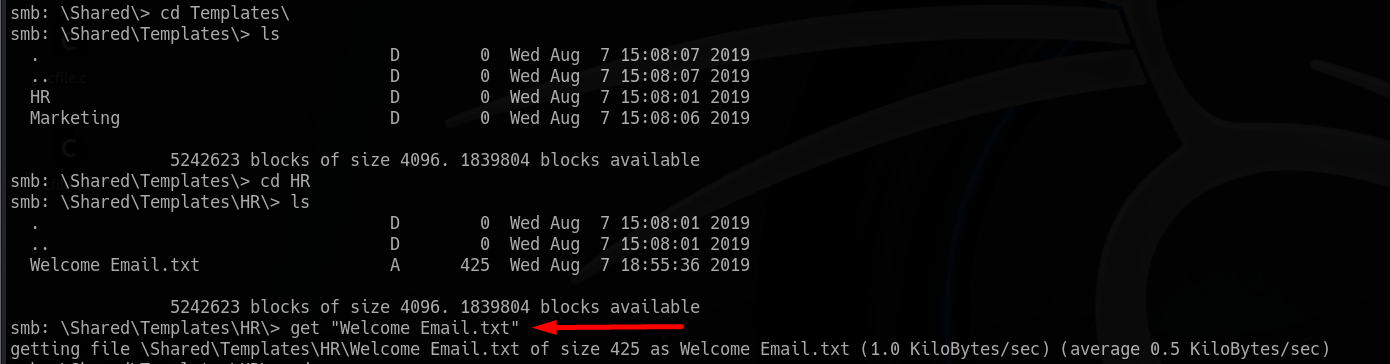 smb: \Shared\> cd Templates\
smb: \Shared\Templates\> ls
. D 0 Wed Aug 7 15:08:07 2019
.. D 0 Wed Aug 7 15:08:07 2019
HR D 0 Wed Aug 7 15:08:01 2019
Marketing D 0 Wed Aug 7 15:08:06 2019
5242623 blocks of size 4096. 1839804 blocks available
smb: \Shared\Templates\> cd HR
smb: \Shared\Templates\HR\> ls
. D 0 Wed Aug 7 15:08:01 2019
.. D 0 Wed Aug 7 15:08:01 2019
Welcome Email.txt A 425 Wed Aug 7 18:55:36 2019
5242623 blocks of size 4096. 1839804 blocks available
smb: \Shared\Templates\HR\> get "Welcome Email.txt"
getting file \Shared\Templates\HR\Welcome Email.txt of size 425 as Welcome Email.txt (1.0 KiloBytes/sec) (average 0.5 KiloBytes/sec)